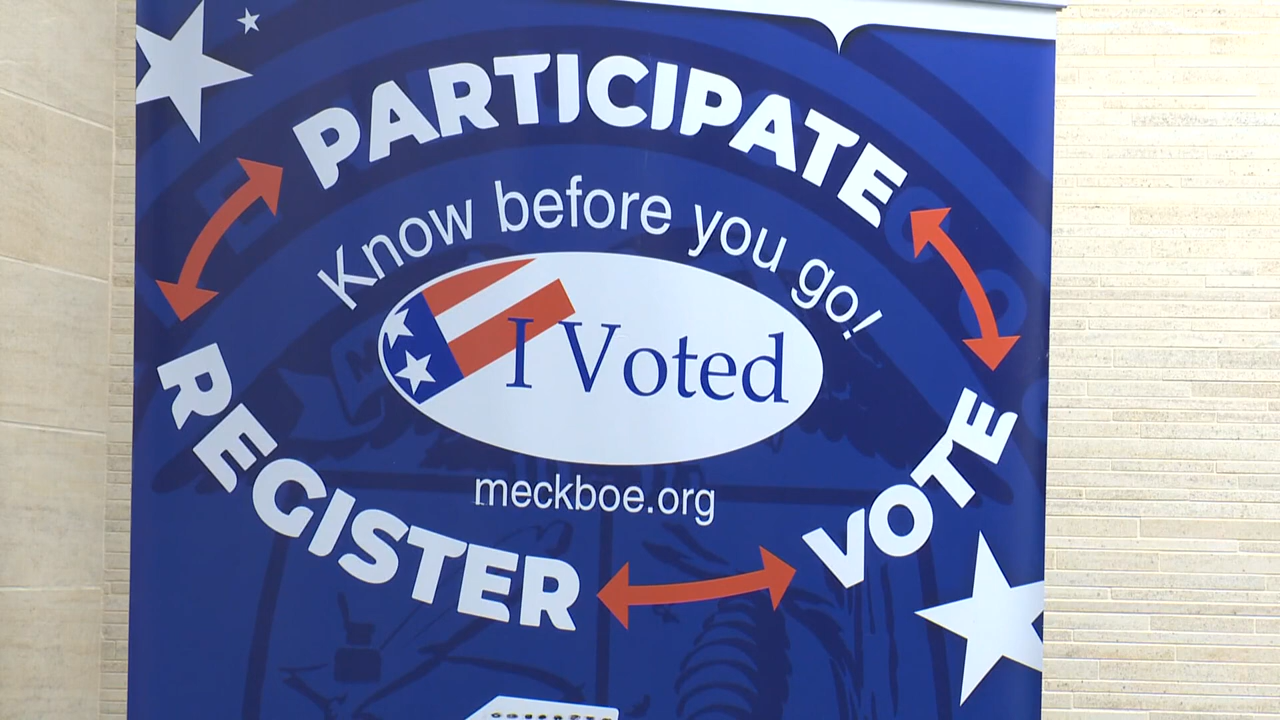 PARTICIPATE
Know before you go!
I Voted
meckboe.org
REGISTER
VOTE